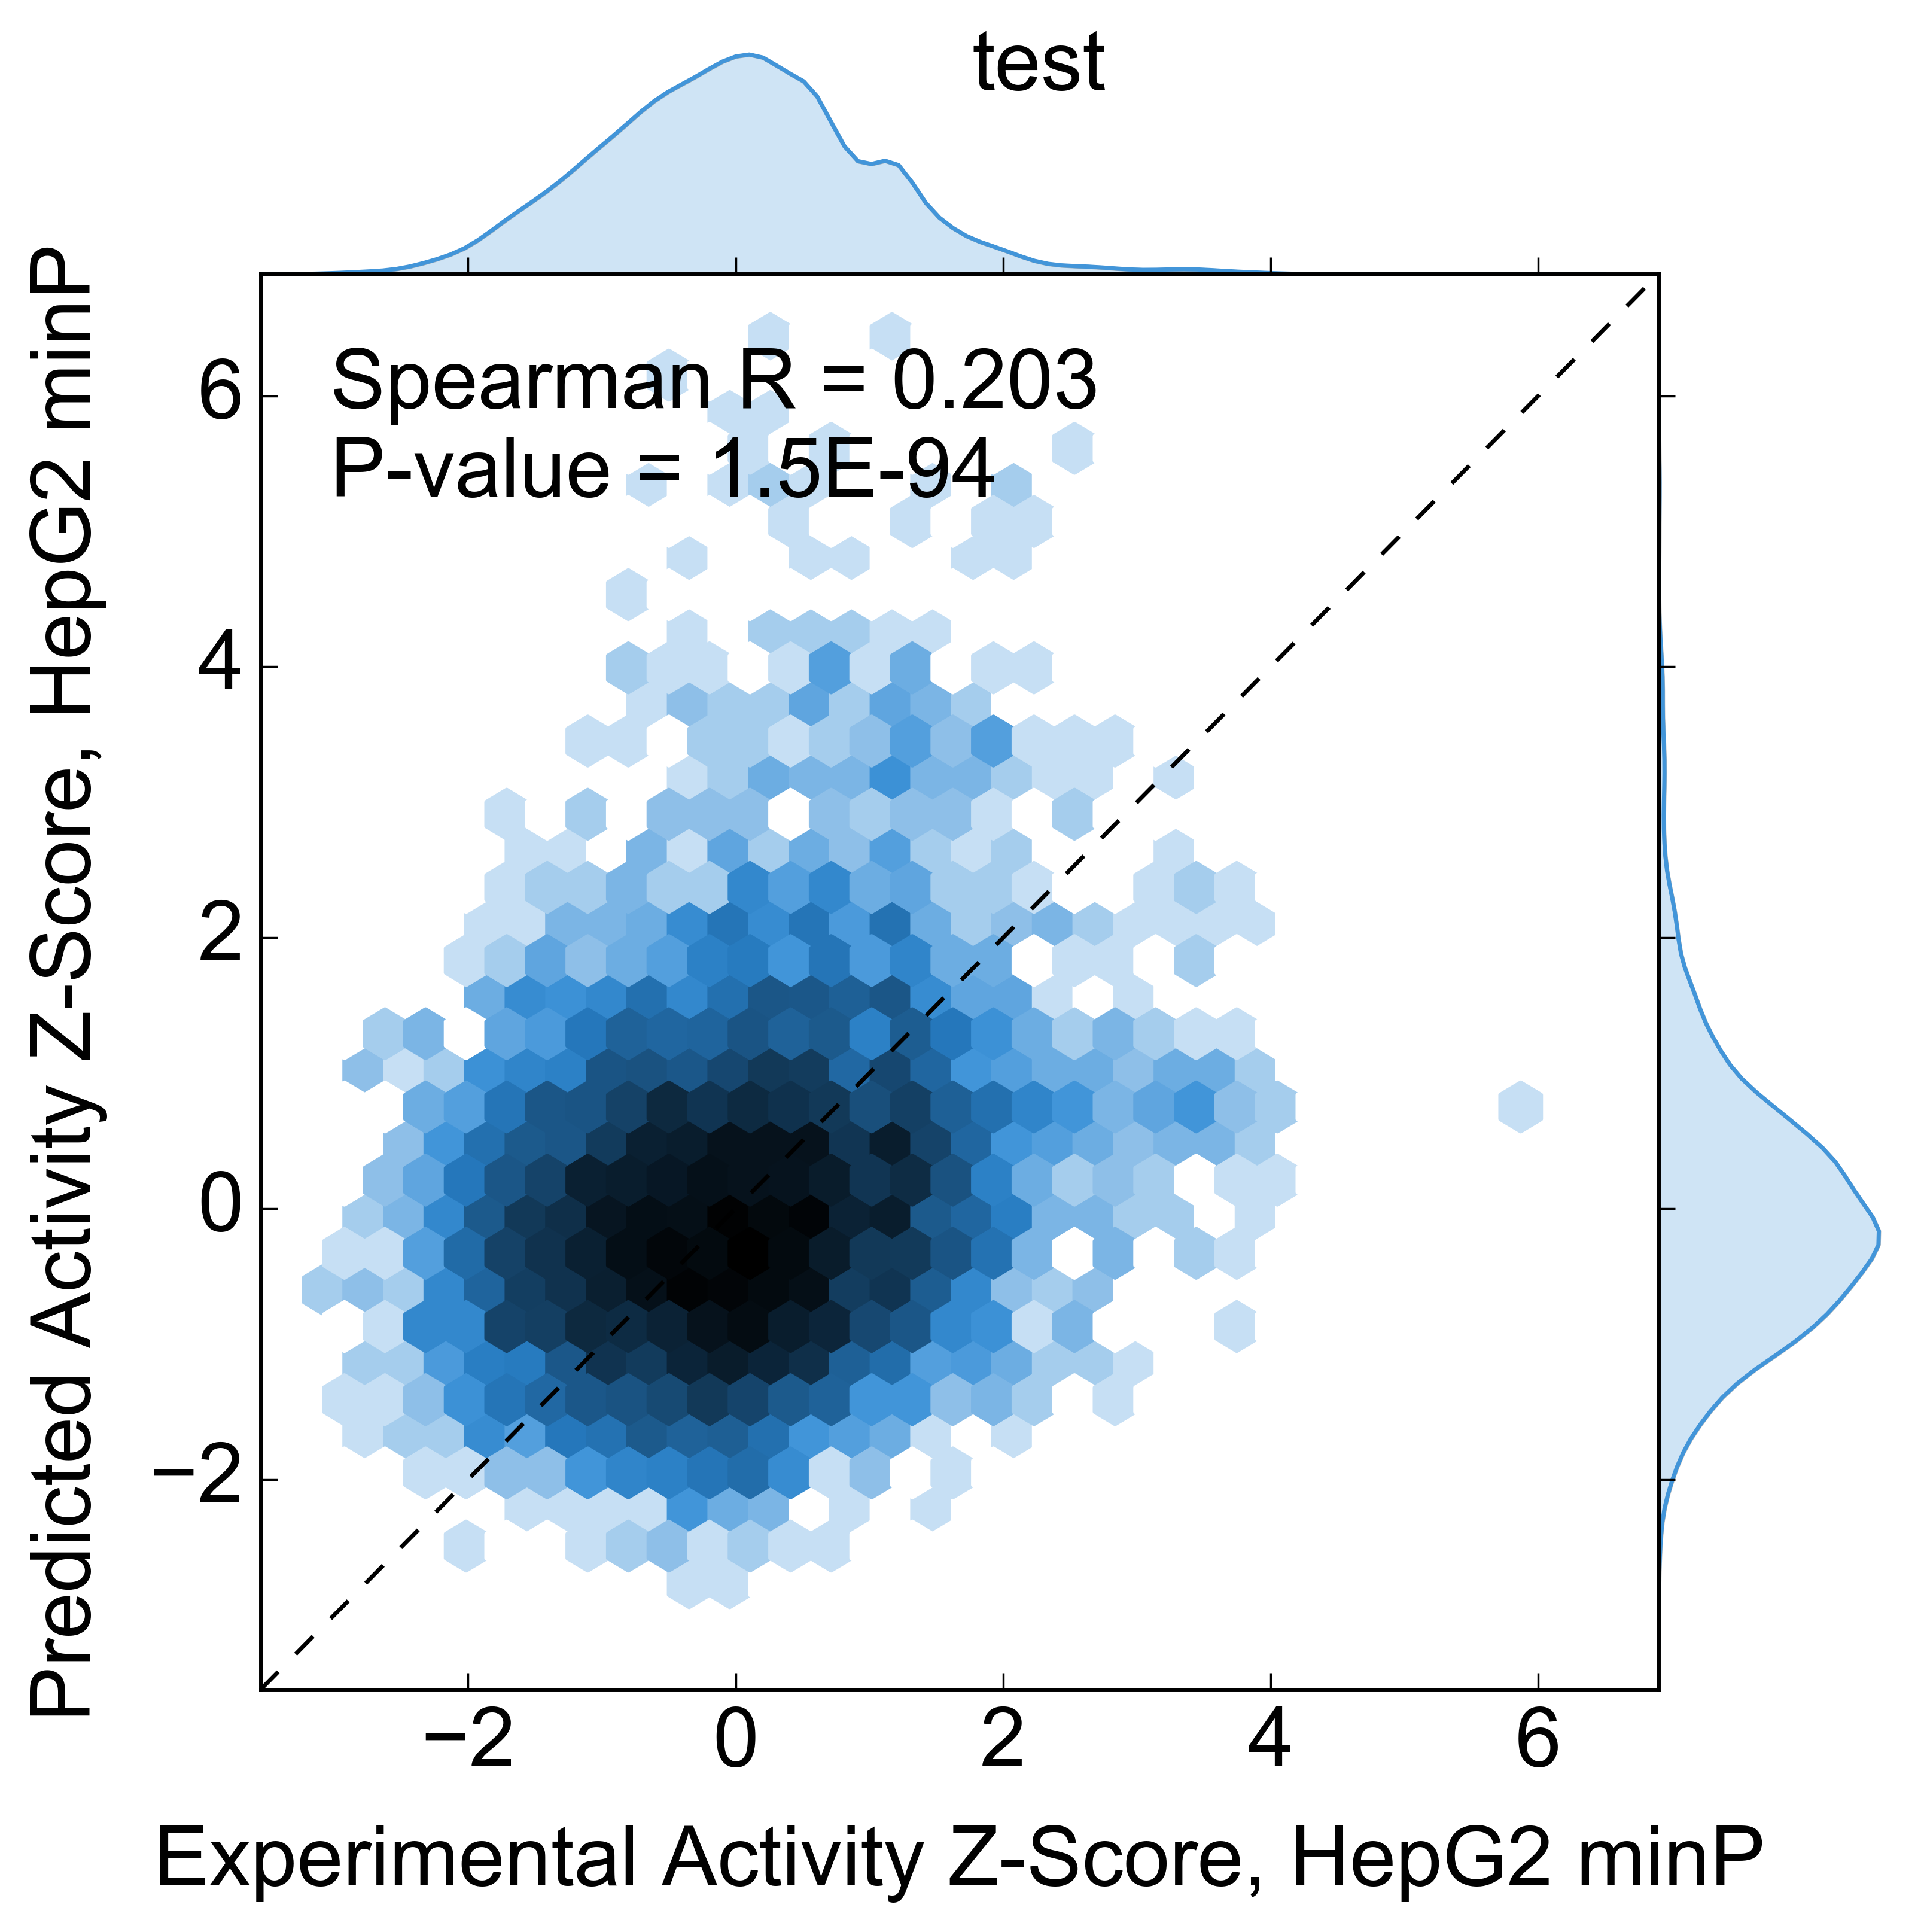 test
Spearman R = 0.203
P-value = 1.5E-94
Predicted Activity Z-Score, HepG2 minP
6
4
2
0
−2
−2 0 2 4 6
Experimental Activity Z-Score, HepG2 minP